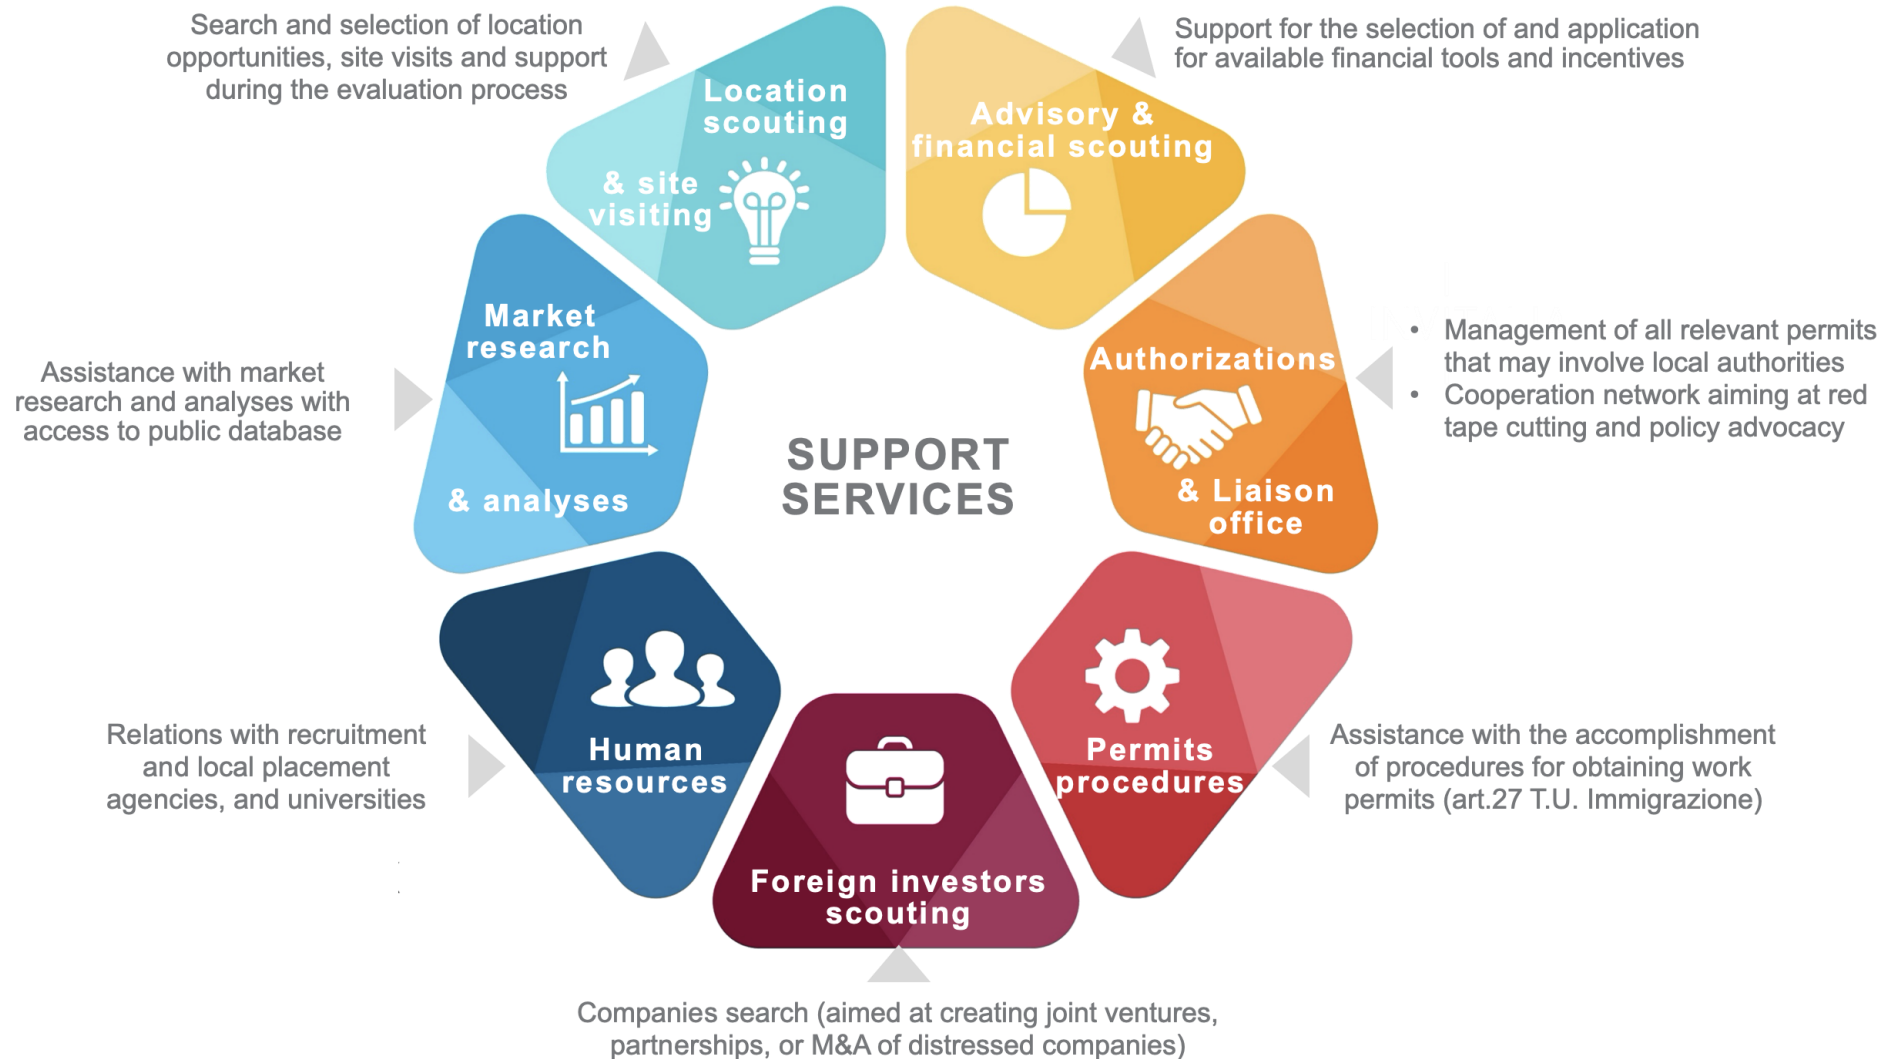 Search and selection of location
opportunities, site visits and support
during the evaluation process
Location
scouting
& site
visiting
Support for the selection of and application
for available financial tools and incentives
Advisory &
financial scouting
Authorizations
& Liaison
office
• Management of all relevant permits
that may involve local authorities
• Cooperation network aiming at red
tape cutting and policy advocacy
Permits
procedures
Assistance with the accomplishment
of procedures for obtaining work
permits (art.27 T.U. Immigrazione)
Foreign investors
scouting
Companies search (aimed at creating joint ventures,
partnerships, or M&A of distressed companies)
Human
resources
Relations with recruitment
and local placement
agencies, and universities
Market
research
& analyses
Assistance with market
research and analyses with
access to public database
SUPPORT
SERVICES